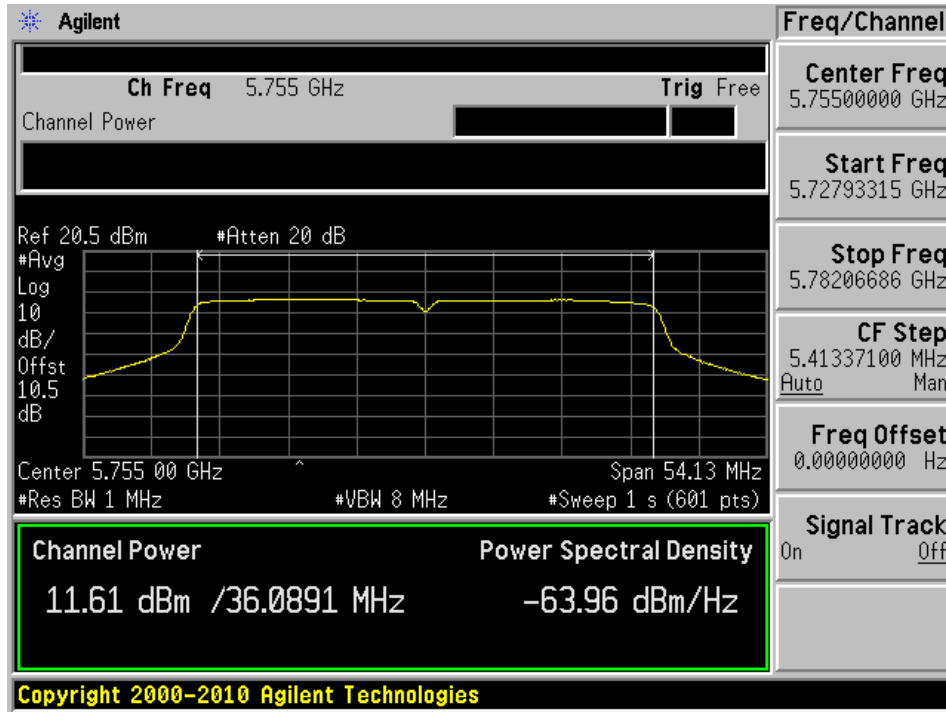 Agilent
Freq/Channel
Ch Freq 5.755 GHz Trig Free
Channel Power
Center Freq
5.75500000 GHz
Start Freq
5.72793315 GHz
Stop Freq
5.78206686 GHz
CF Step
5.41337100 MHz
Auto Man
Freq Offset
0.00000000 Hz
Signal Track
On Off
Ref 20.5 dBm #Atten 20 dB
#Avg
Log
10
dB/
Offst
10.5
dB
Center 5.755 00 GHz Span 54.13 MHz
#Res BW 1 MHz #VBW 8 MHz #Sweep 1 s (601 pts)
Channel Power Power Spectral Density
11.61 dBm /36.0891 MHz -63.96 dBm/Hz
Copyright 2000-2010 Agilent Technologies